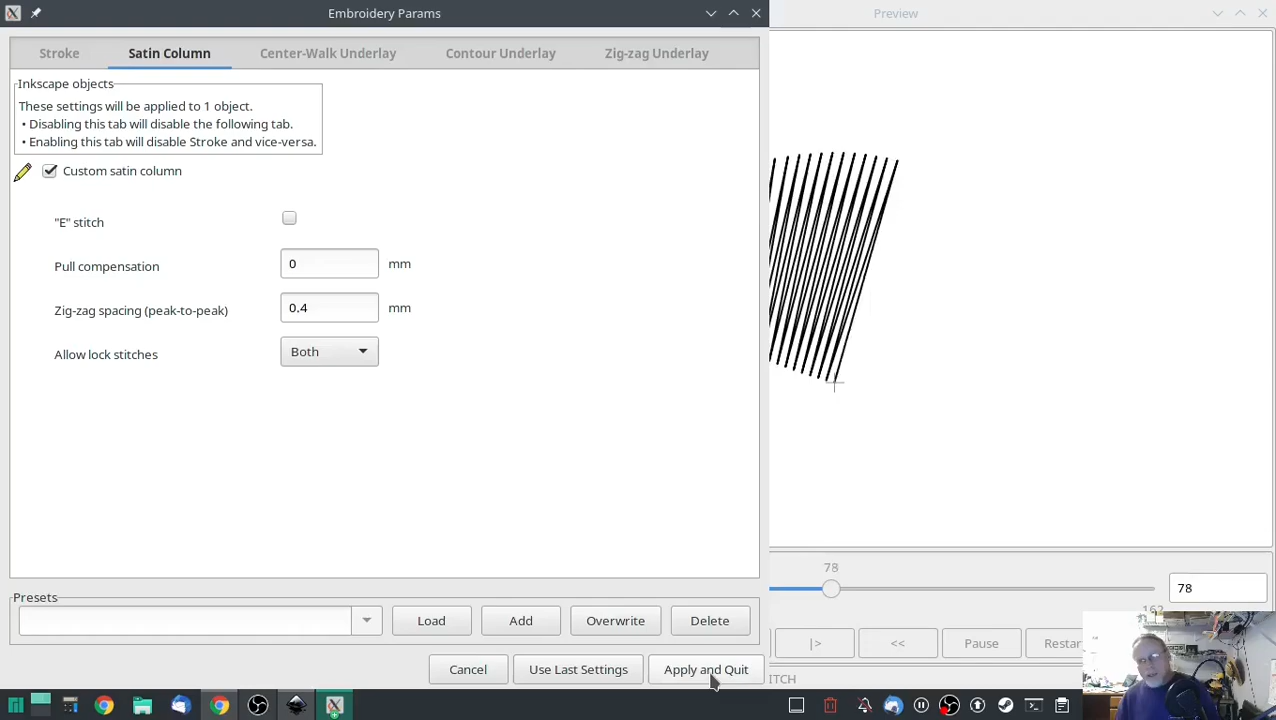 Embroidery Params
Preview
Stroke
Satin Column
Center-Walk Underlay
Contour Underlay
Zig-zag Underlay
Inkscape objects
These settings will be applied to 1 object.
• Disabling this tab will disable the following tab.
• Enabling this tab will disable Stroke and vice-versa.
Custom satin column
"E" stitch
Pull compensation
0
mm
Zig-zag spacing (peak-to-peak)
0.4
mm
Allow lock stitches
Both
78
78
162
Presets
Load
Add
Overwrite
Delete
|>
<<
Pause
Restar
Cancel
Use Last Settings
Apply and Quit
ITCH